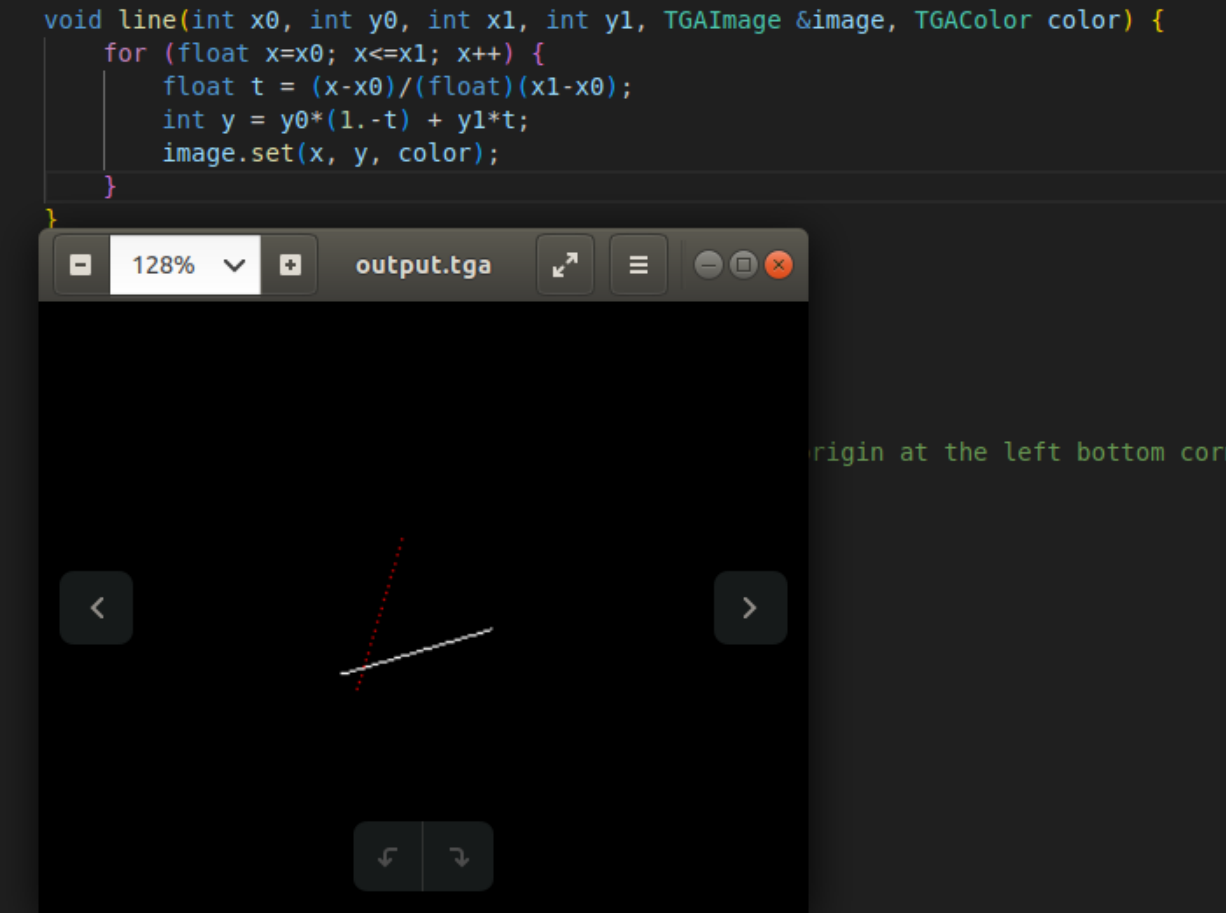 void line(int x0, int y0, int x1, int y1, TGAImage &image, TGAColor color) {
for (float x=x0; x<=x1; x++) {
float t = (x-x0)/(float)(x1-x0);
int y = y0*(1.-t) + y1*t;
image.set(x, y, color);
}
}
128% output.tga
origin at the left bottom cor